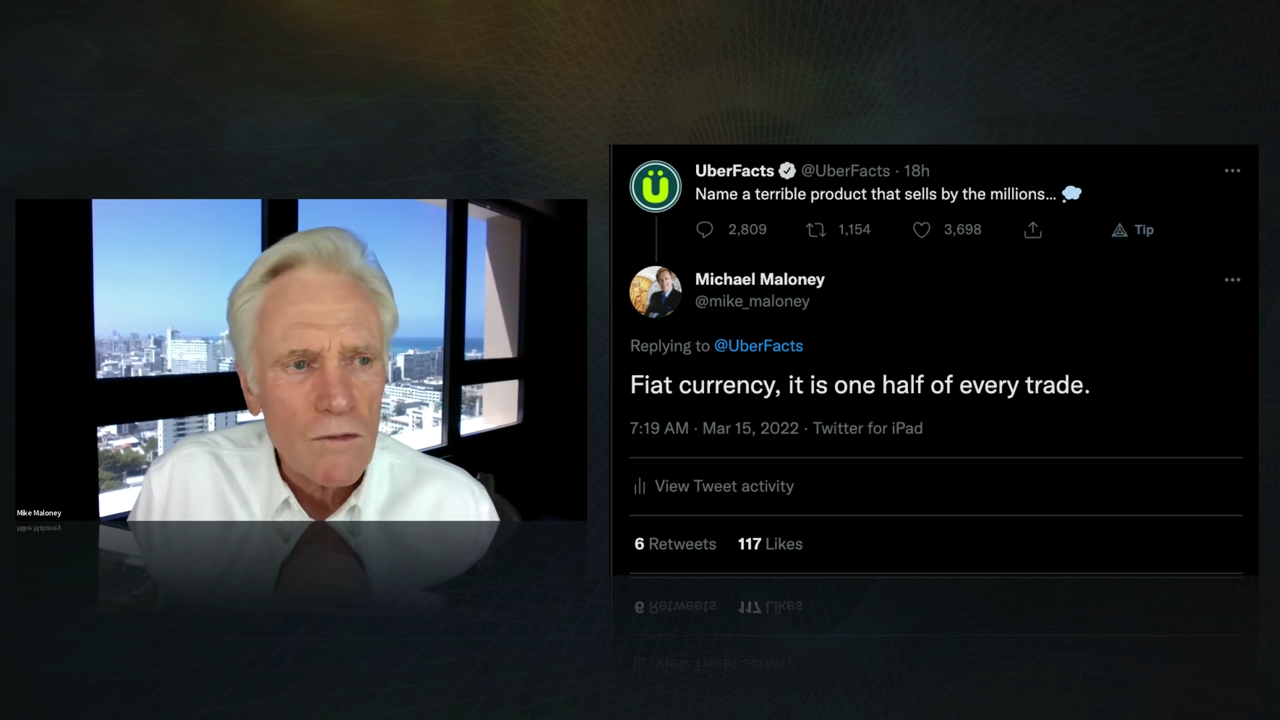 UberFacts @UberFacts · 18h
Name a terrible product that sells by the millions...
2,809 1,154 3,698 Tip
Michael Maloney
@mike_maloney
Replying to @UberFacts
Fiat currency, it is one half of every trade.
7:19 AM · Mar 15, 2022 · Twitter for iPad
View Tweet activity
6 Retweets 117 Likes
Mike Maloney